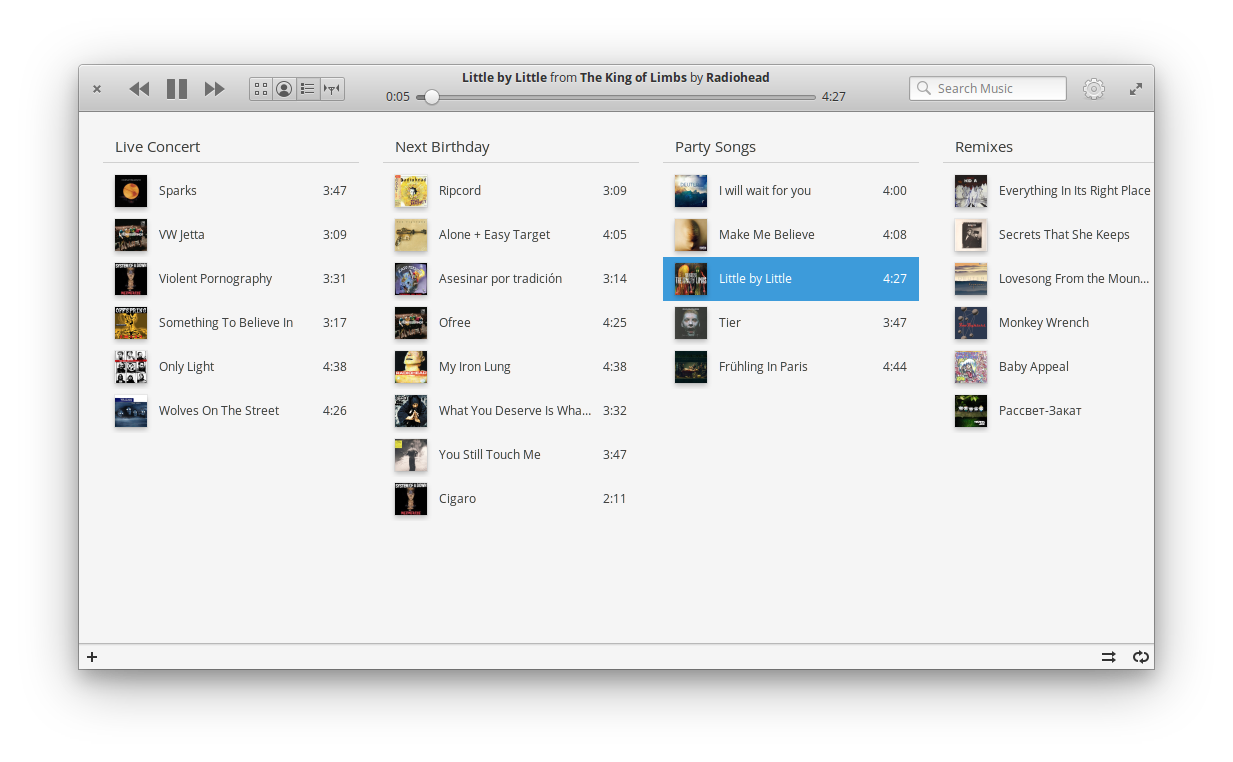 Little by Little from The King of Limbs by Radiohead
0:05 4:27
Search Music
Live Concert
Sparks 3:47
VW Jetta 3:09
Violent Pornography 3:31
Something To Believe In 3:17
Only Light 4:38
Wolves On The Street 4:26
Next Birthday
Ripcord 3:09
Alone + Easy Target 4:05
Asesinar por tradición 3:14
Ofree 4:25
My Iron Lung 4:38
What You Deserve Is Wha... 3:32
You Still Touch Me 3:47
Cigaro 2:11
Party Songs
I will wait for you 4:00
Make Me Believe 4:08
Little by Little 4:27
Tier 3:47
Frühling In Paris 4:44
Remixes
Everything In Its Right Place
Secrets That She Keeps
Lovesong From the Moun...
Monkey Wrench
Baby Appeal
Рассвет-Закат